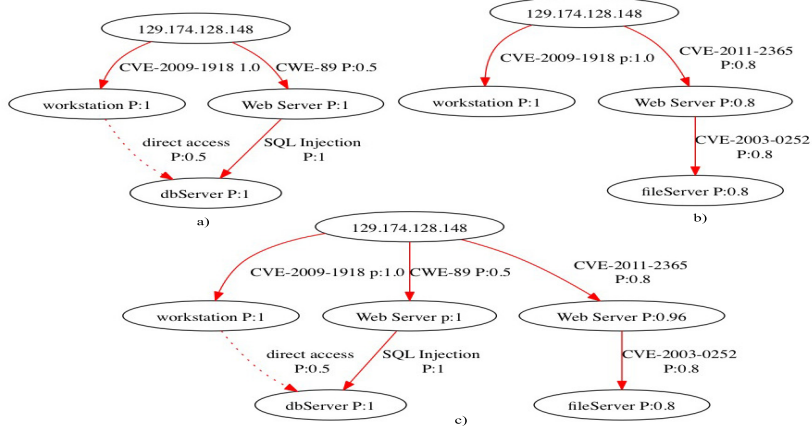 129.174.128.148
CVE-2009-1918 1.0
CWE-89 P:0.5
workstation P:1
Web Server P:1
direct access
P:0.5
SQL Injection
P:1
dbServer P:1
a)
129.174.128.148
CVE-2009-1918 p:1.0
CVE-2011-2365
P:0.8
workstation P:1
Web Server P:0.8
CVE-2003-0252
P:0.8
fileServer P:0.8
b)
129.174.128.148
CVE-2009-1918 p:1.0
CWE-89 P:0.5
CVE-2011-2365
P:0.8
workstation P:1
Web Server p:1
Web Server P:0.96
direct access
P:0.5
SQL Injection
P:1
CVE-2003-0252
P:0.8
dbServer P:1
fileServer P:0.8
c)